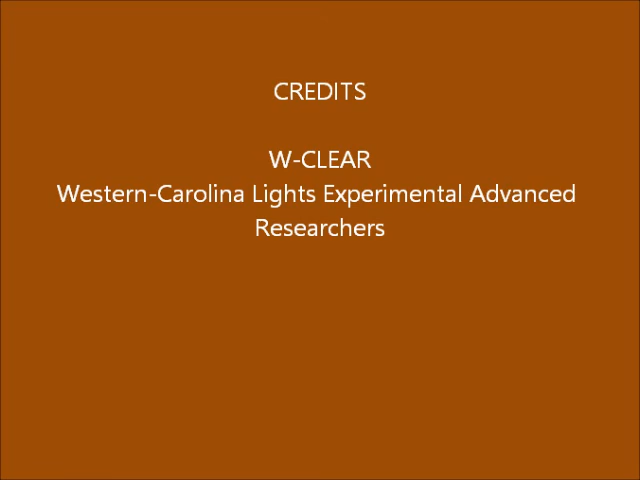 CREDITS
W-CLEAR
Western-Carolina Lights Experimental Advanced
Researchers